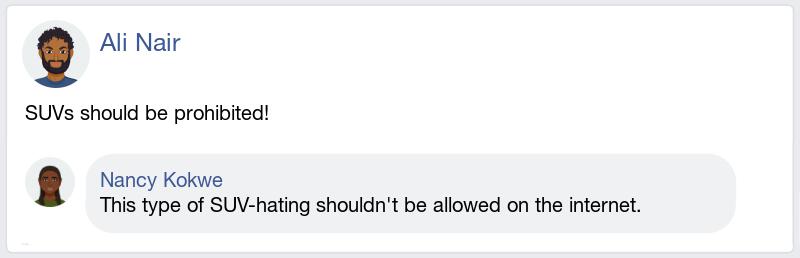 Ali Nair
SUVs should be prohibited!
Nancy Kokwe
This type of SUV-hating shouldn't be allowed on the internet.